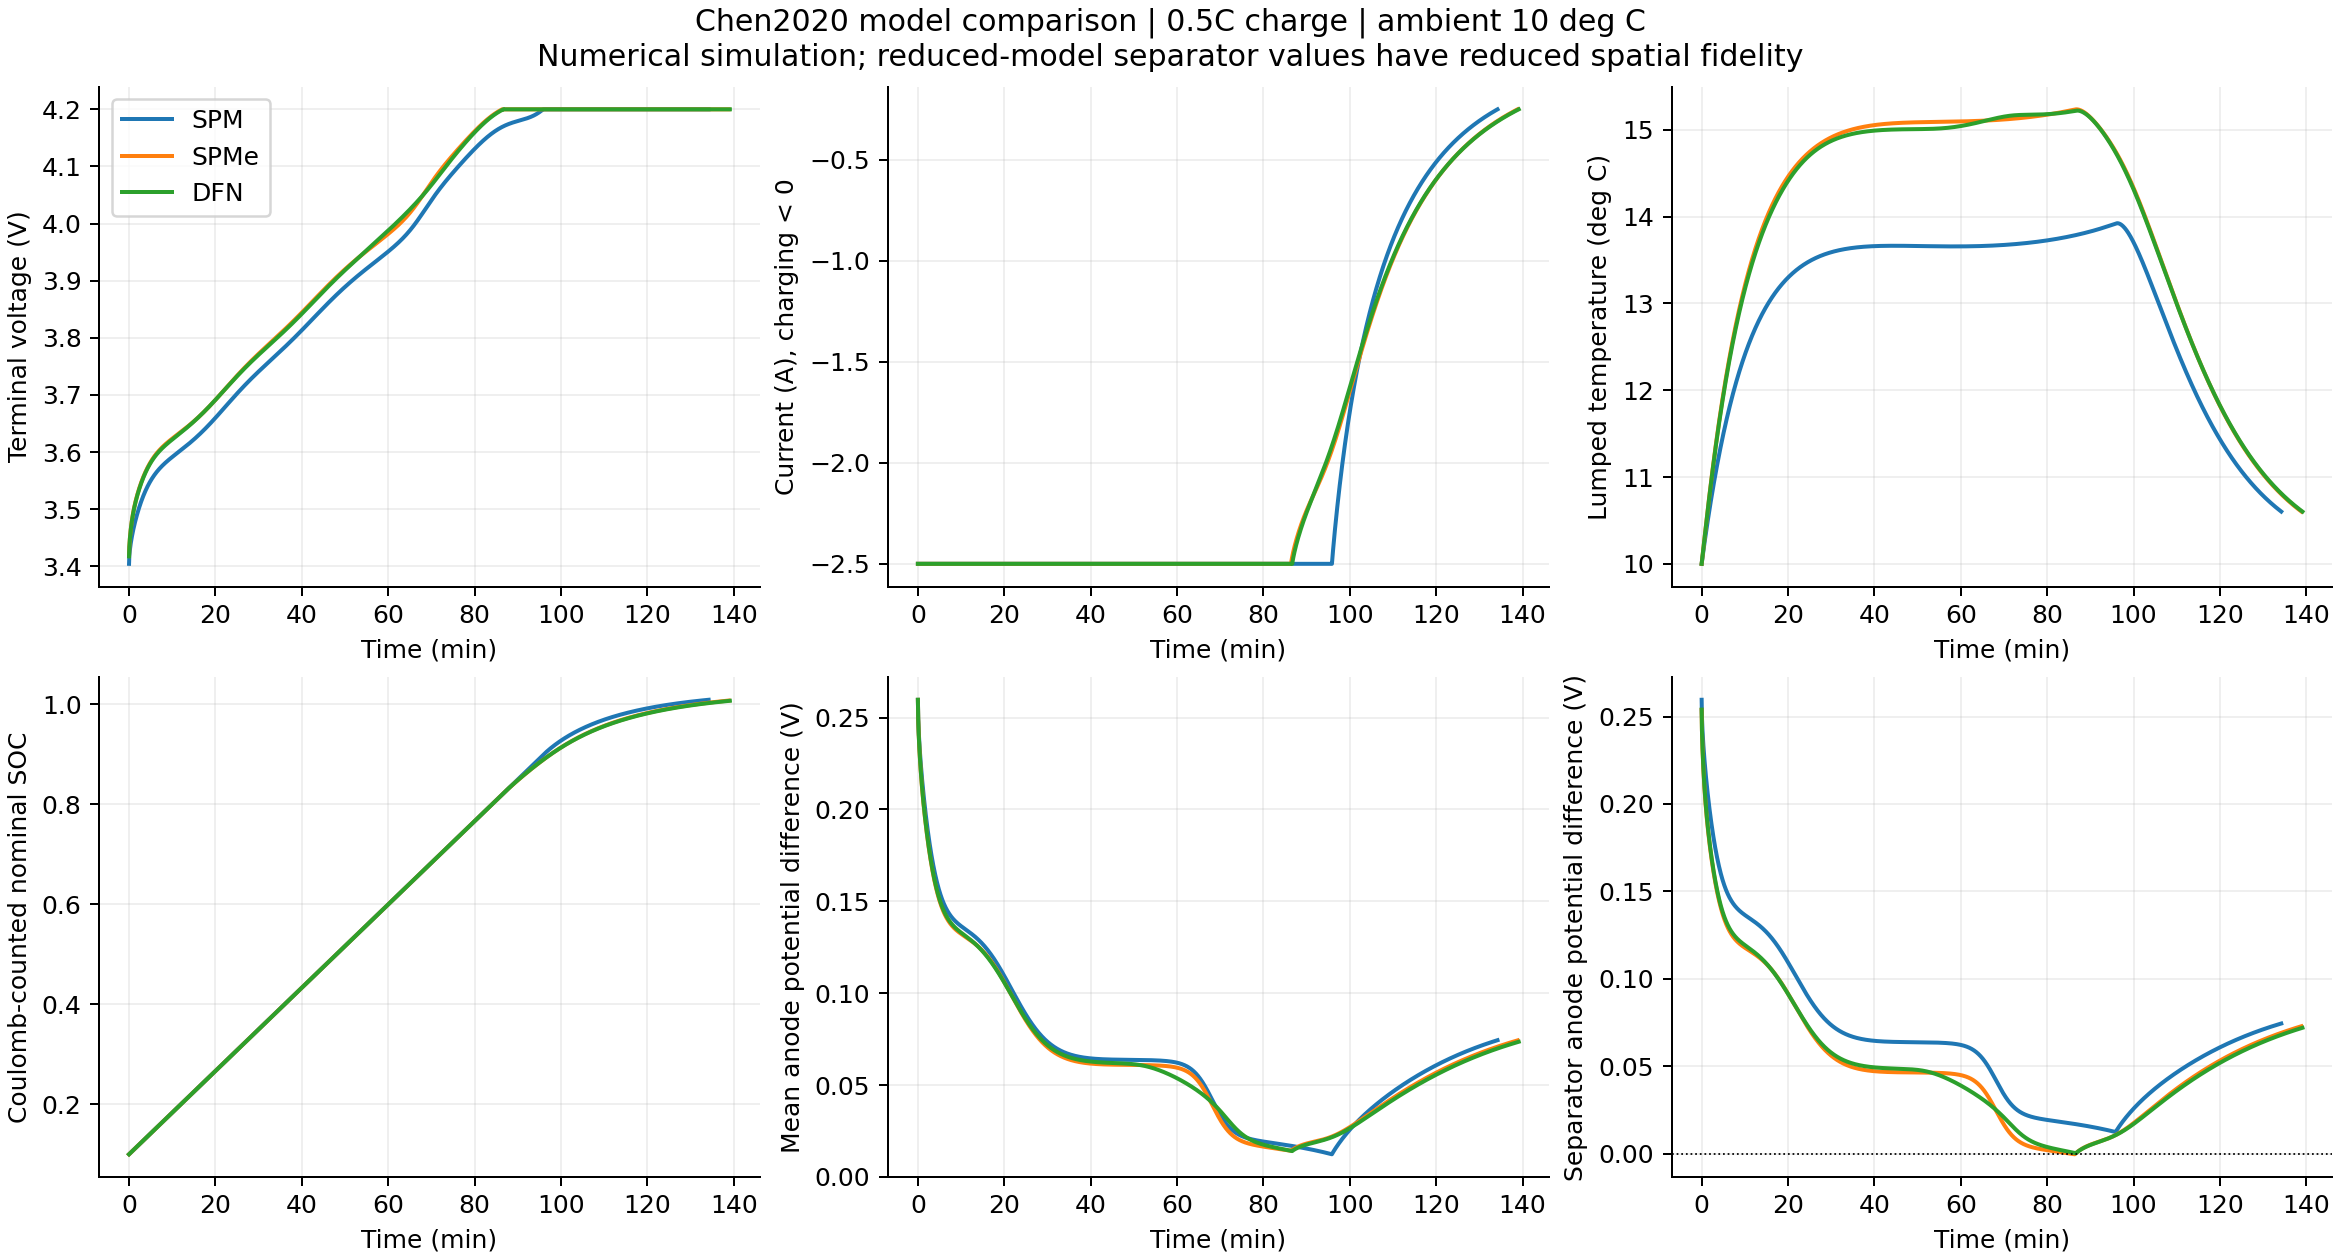 Chen2020 model comparison | 0.5C charge | ambient 10 deg C
Numerical simulation; reduced-model separator values have reduced spatial fidelity
Terminal voltage (V)
4.2
4.1
4.0
3.9
3.8
3.7
3.6
3.5
3.4
SPM
SPMe
DFN
0 20 40 60 80 100 120 140
Time (min)
Current (A), charging < 0
−0.5
−1.0
−1.5
−2.0
−2.5
0 20 40 60 80 100 120 140
Time (min)
Lumped temperature (deg C)
15
14
13
12
11
10
0 20 40 60 80 100 120 140
Time (min)
Coulomb-counted nominal SOC
1.0
0.8
0.6
0.4
0.2
0 20 40 60 80 100 120 140
Time (min)
Mean anode potential difference (V)
0.25
0.20
0.15
0.10
0.05
0.00
0 20 40 60 80 100 120 140
Time (min)
Separator anode potential difference (V)
0.25
0.20
0.15
0.10
0.05
0.00
0 20 40 60 80 100 120 140
Time (min)